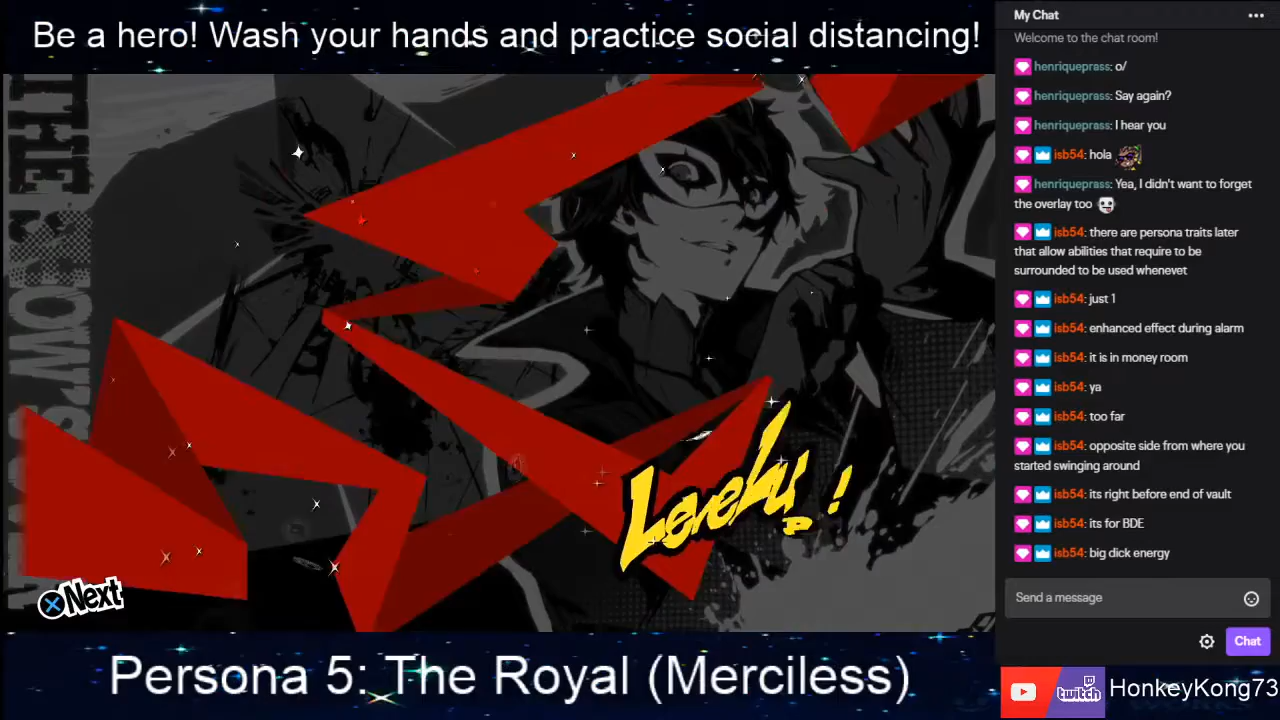 Be a hero! Wash your hands and practice social distancing!
THE
Level up!
Next
Persona 5: The Royal (Merciless)
My Chat
Welcome to the chat room!
henriqueprass: o/
henriqueprass: Say again?
henriqueprass: I hear you
isb54: hola
henriqueprass: Yea, I didn't want to forget
the overlay too
isb54: there are persona traits later
that allow abilities that require to be
surrounded to be used whenevet
isb54: just 1
isb54: enhanced effect during alarm
isb54: it is in money room
isb54: ya
isb54: too far
isb54: opposite side from where you
started swinging around
isb54: its right before end of vault
isb54: its for BDE
isb54: big dick energy
Send a message
Chat
twitch
HonkeyKong73